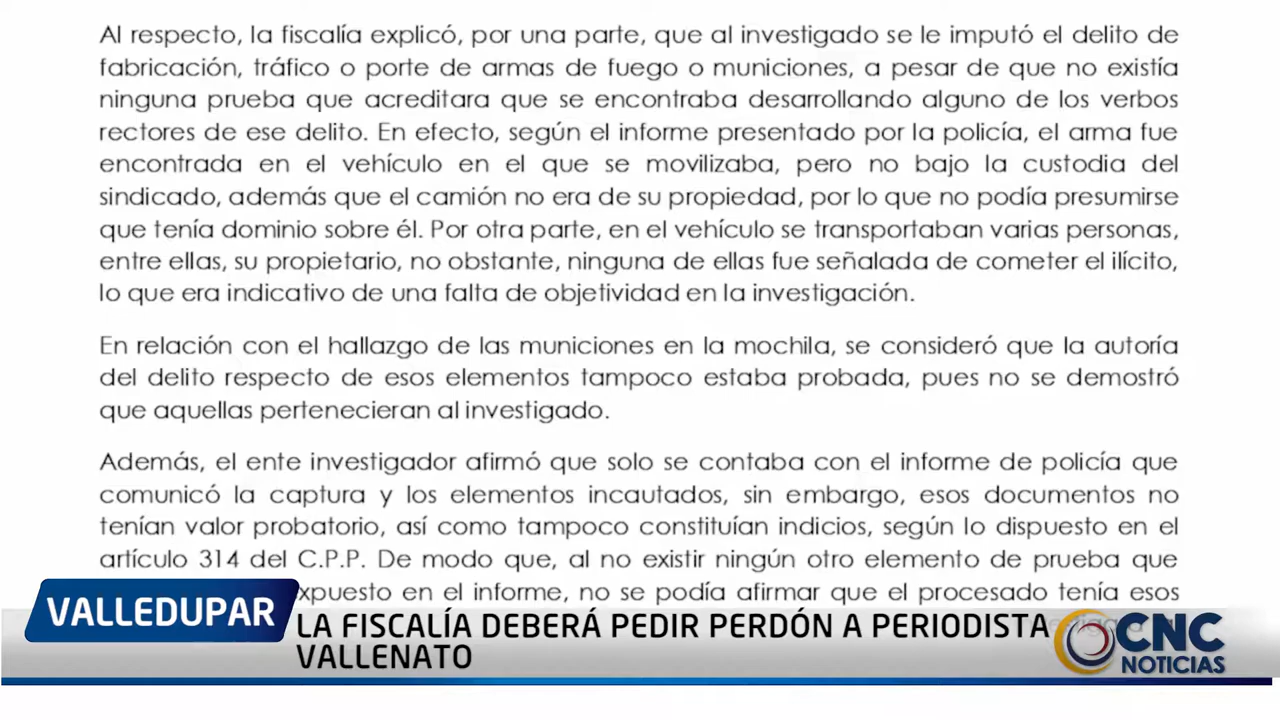 Al respecto, la fiscalía explicó, por una parte, que al investigado se le imputó el delito de
fabricación, tráfico o porte de armas de fuego o municiones, a pesar de que no existía
ninguna prueba que acreditara que se encontraba desarrollando alguno de los verbos
rectores de ese delito. En efecto, según el informe presentado por la policía, el arma fue
encontrada en el vehículo en el que se movilizaba, pero no bajo la custodia del
sindicado, además que el camión no era de su propiedad, por lo que no podía presumirse
que tenía dominio sobre él. Por otra parte, en el vehículo se transportaban varias personas,
entre ellas, su propietario, no obstante, ninguna de ellas fue señalada de cometer el ilícito,
lo que era indicativo de una falta de objetividad en la investigación.
En relación con el hallazgo de las municiones en la mochila, se consideró que la autoría
del delito respecto de esos elementos tampoco estaba probada, pues no se demostró
que aquellas pertenecieran al investigado.
Además, el ente investigador afirmó que solo se contaba con el informe de policía que
comunicó la captura y los elementos incautados, sin embargo, esos documentos no
tenían valor probatorio, así como tampoco constituían indicios, según lo dispuesto en el
artículo 314 del C.P.P. De modo que, al no existir ningún otro elemento de prueba que
xpuesto en el informe, no se podía afirmar que el procesado tenía esos
VALLEDUPAR
LA FISCALÍA DEBERÁ PEDIR PERDÓN A PERIODISTA
VALLENATO
CNC
NOTICIAS